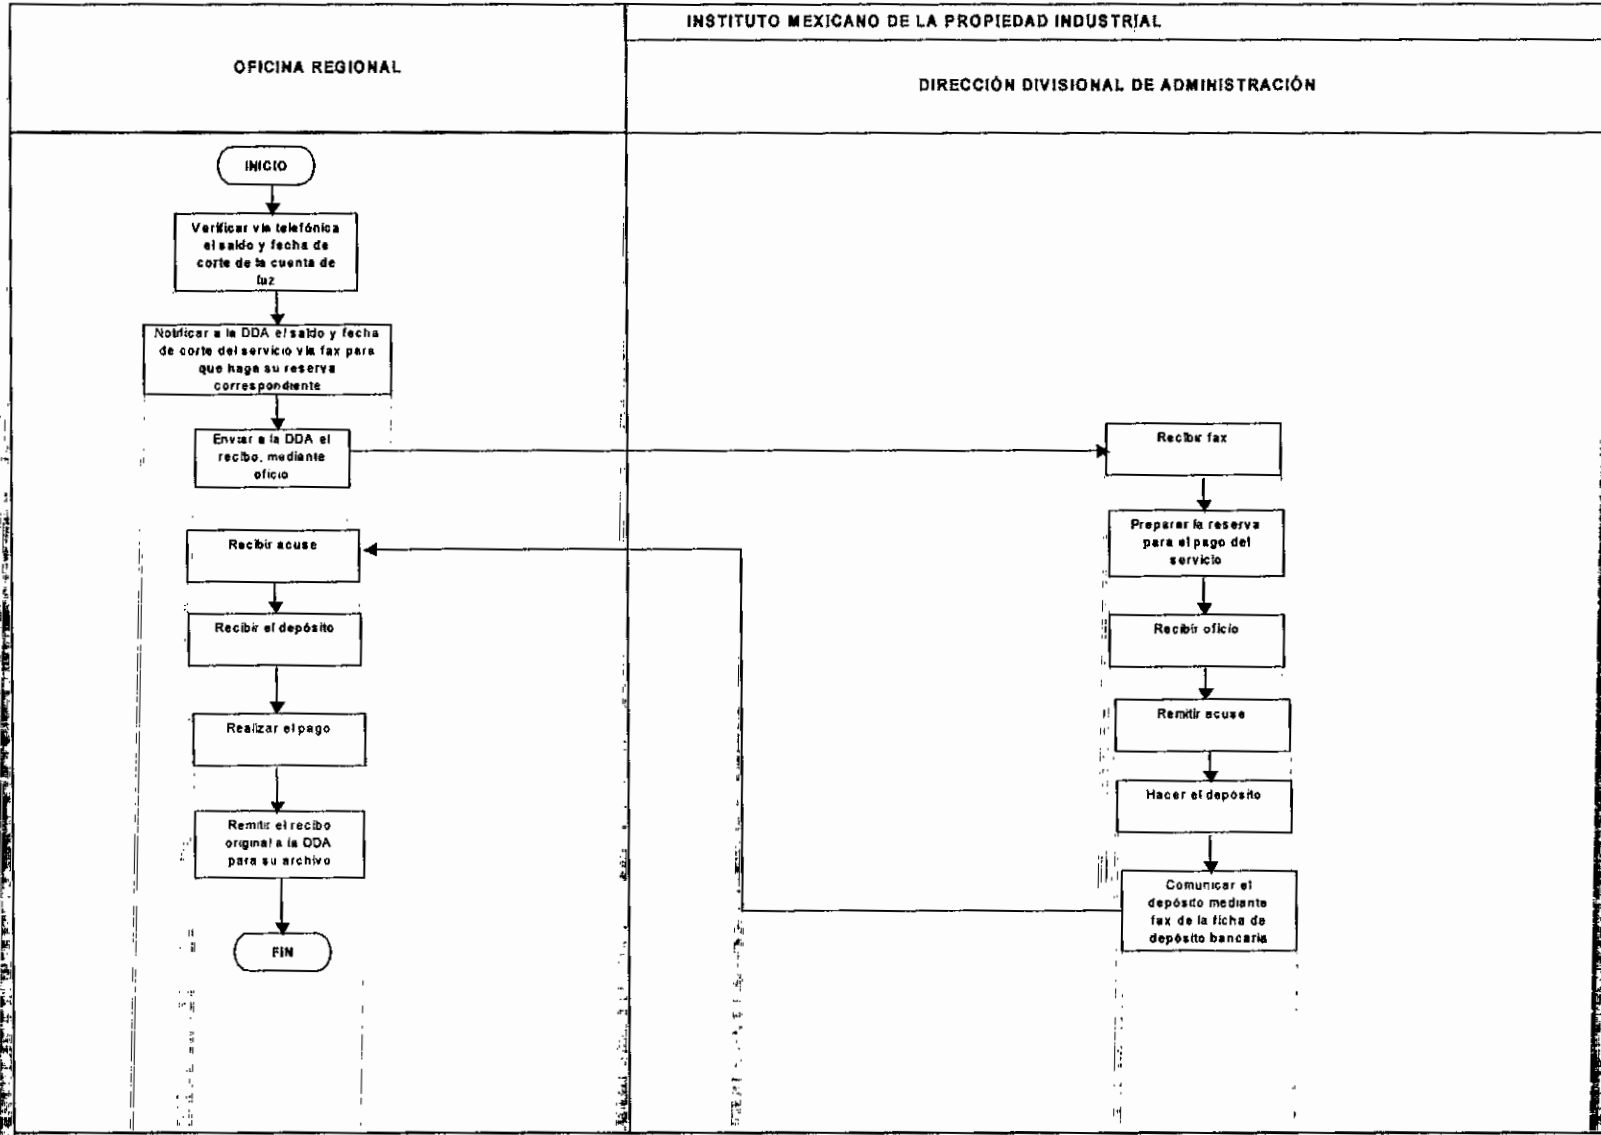 INSTITUTO MEXICANO DE LA PROPIEDAD INDUSTRIAL
OFICINA REGIONAL
DIRECCIÓN DIVISIONAL DE ADMINISTRACIÓN
INICIO
Verificar vía telefónica
el saldo y fecha de
corte de la cuenta de
luz
Notificar a la DDA el saldo y fecha
de corte del servicio vía fax para
que haga su reserva
correspondiente
Enviar a la DDA el
recibo, mediante
oficio
Recibir acuse
Recibir el depósito
Realizar el pago
Remitir el recibo
original a la DDA
para su archivo
FIN
Recibir fax
Preparar la reserva
para el pago del
servicio
Recibir oficio
Remitir acuse
Hacer el depósito
Comunicar el
depósito mediante
fax de la ficha de
depósito bancaria